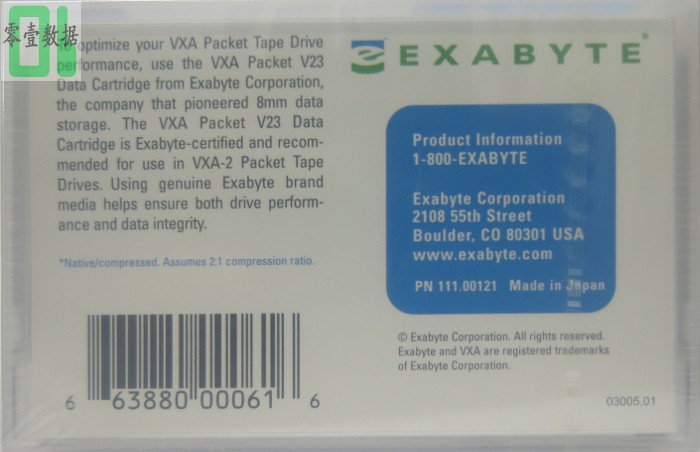 零壹数据
01
To optimize your VXA Packet Tape Drive
performance, use the VXA Packet V23
Data Cartridge from Exabyte Corporation,
the company that pioneered 8mm data
storage. The VXA Packet V23 Data
Cartridge is Exabyte-certified and recom-
mended for use in VXA-2 Packet Tape
Drives. Using genuine Exabyte brand
media helps ensure both drive perform-
ance and data integrity.
*Native/compressed. Assumes 2:1 compression ratio.
6 63880 00061 6
EXABYTE®
Product Information
1-800-EXABYTE
Exabyte Corporation
2108 55th Street
Boulder, CO 80301 USA
www.exabyte.com
PN 111.00121 Made in Japan
© Exabyte Corporation. All rights reserved.
Exabyte and VXA are registered trademarks
of Exabyte Corporation.
03005.01